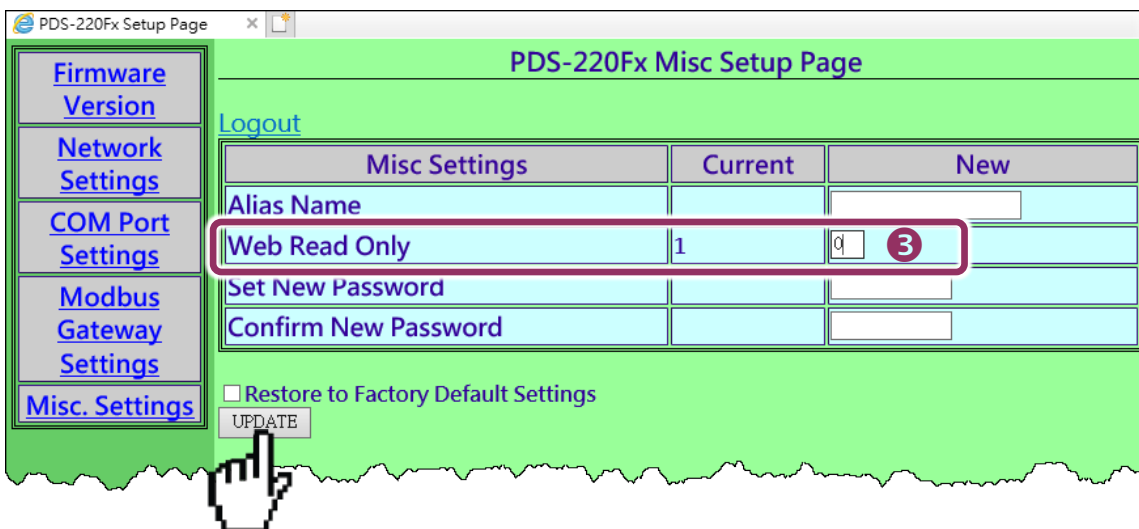 PDS-220Fx Setup Page
Firmware
Version
Network
Settings
COM Port
Settings
Modbus
Gateway
Settings
Misc. Settings
PDS-220Fx Misc Setup Page
Logout
Misc Settings Current New
Alias Name
Web Read Only 1 0 3
Set New Password
Confirm New Password
Restore to Factory Default Settings
UPDATE